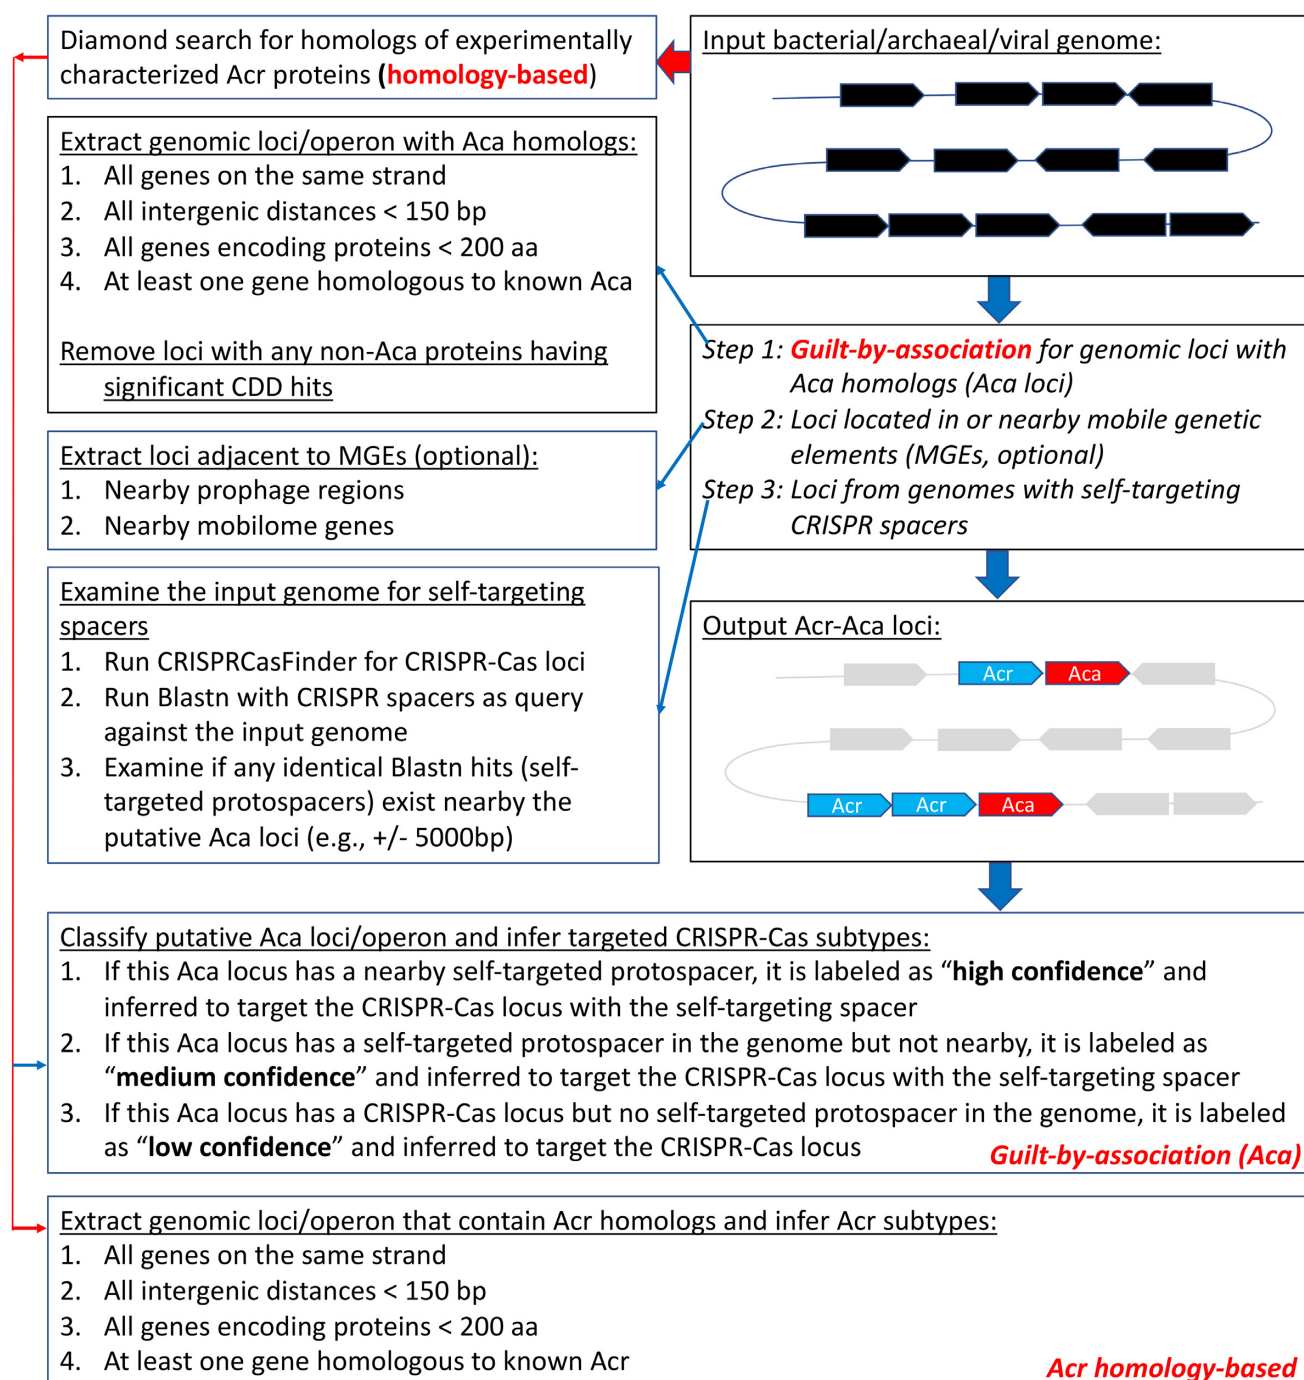 Diamond search for homologs of experimentally
characterized Acr proteins (homology-based)
Input bacterial/archaeal/viral genome:
Extract genomic loci/operon with Aca homologs:
1. All genes on the same strand
2. All intergenic distances < 150 bp
3. All genes encoding proteins < 200 aa
4. At least one gene homologous to known Aca
Remove loci with any non-Aca proteins having
significant CDD hits
Step 1: Guilt-by-association for genomic loci with
Aca homologs (Aca loci)
Step 2: Loci located in or nearby mobile genetic
elements (MGEs, optional)
Step 3: Loci from genomes with self-targeting
CRISPR spacers
Extract loci adjacent to MGEs (optional):
1. Nearby prophage regions
2. Nearby mobilome genes
Examine the input genome for self-targeting
spacers
1. Run CRISPRCasFinder for CRISPR-Cas loci
2. Run Blastn with CRISPR spacers as query
against the input genome
3. Examine if any identical Blastn hits (self-
targeted protospacers) exist nearby the
putative Aca loci (e.g., +/- 5000bp)
Output Acr-Aca loci:
Acr Aca
Acr Acr Aca
Classify putative Aca loci/operon and infer targeted CRISPR-Cas subtypes:
1. If this Aca locus has a nearby self-targeted protospacer, it is labeled as “high confidence” and
inferred to target the CRISPR-Cas locus with the self-targeting spacer
2. If this Aca locus has a self-targeted protospacer in the genome but not nearby, it is labeled as
“medium confidence” and inferred to target the CRISPR-Cas locus with the self-targeting spacer
3. If this Aca locus has a CRISPR-Cas locus but no self-targeted protospacer in the genome, it is labeled
as “low confidence” and inferred to target the CRISPR-Cas locus
Guilt-by-association (Aca)
Extract genomic loci/operon that contain Acr homologs and infer Acr subtypes:
1. All genes on the same strand
2. All intergenic distances < 150 bp
3. All genes encoding proteins < 200 aa
4. At least one gene homologous to known Acr
Acr homology-based